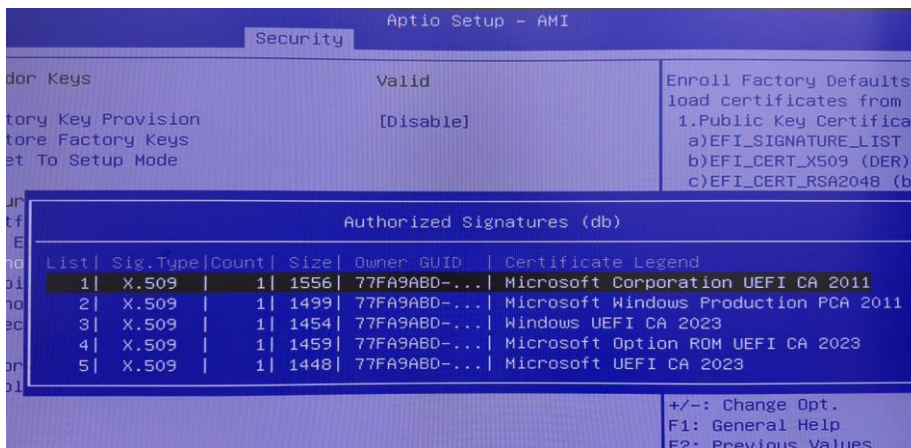 Aptio Setup - AMI
Security
dor Keys Valid
tory Key Provision [Disable]
tore Factory Keys
et To Setup Mode
Enroll Factory Defaults
load certificates from
1.Public Key Certifica
a)EFI_SIGNATURE_LIST
b)EFI_CERT_X509 (DER)
c)EFI_CERT_RSA2048 (b
Authorized Signatures (db)
List| Sig.Type|Count| Size| Owner GUID | Certificate Legend
1| X.509 | 1| 1556| 77FA9ABD-...| Microsoft Corporation UEFI CA 2011
2| X.509 | 1| 1499| 77FA9ABD-...| Microsoft Windows Production PCA 2011
3| X.509 | 1| 1454| 77FA9ABD-...| Windows UEFI CA 2023
4| X.509 | 1| 1459| 77FA9ABD-...| Microsoft Option ROM UEFI CA 2023
5| X.509 | 1| 1448| 77FA9ABD-...| Microsoft UEFI CA 2023
+/-: Change Opt.
F1: General Help
F2: Previous Values